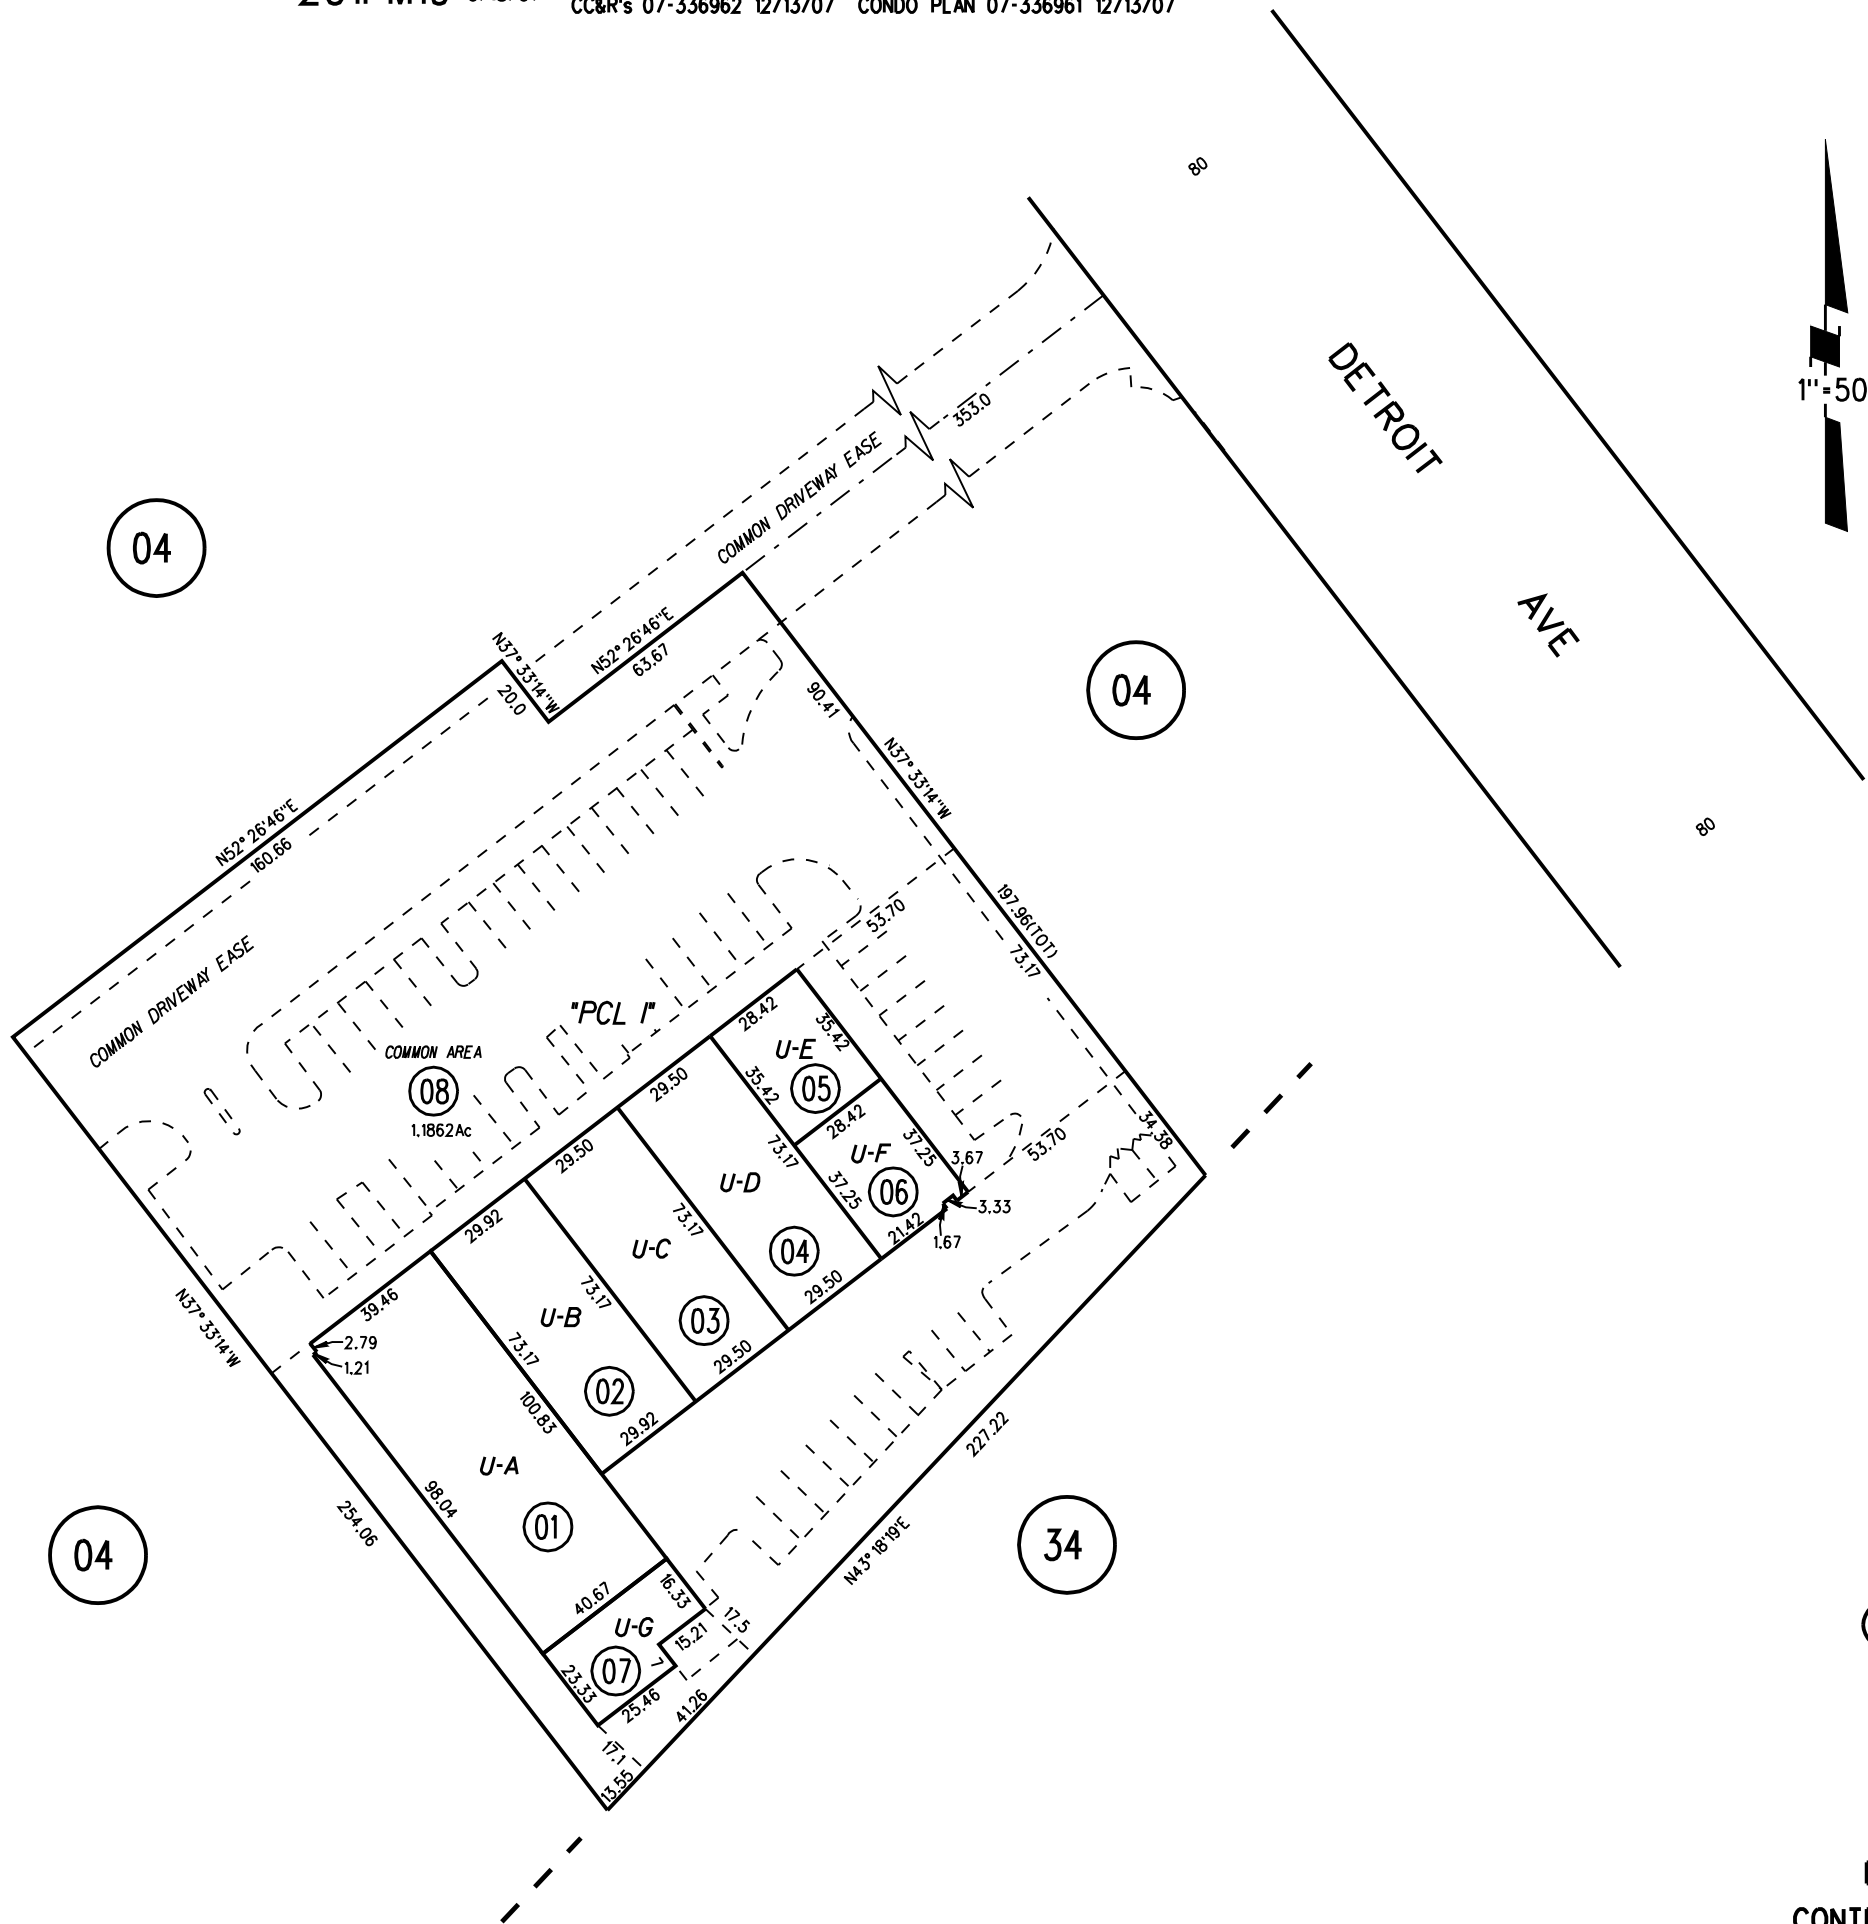 CC&R's 07-336962 12/13/07 CONDO PLAN 07-336961 12/13/07
80
DETROIT
AVE
80
1"=50
353.0
COMMON DRIVEWAY EASE
04
04
N37°33'14"W
20.0
N52°26'46"E
63.67
90.41
N37°33'14"W
197.96(TOT)
73.17
34.38
N52°26'46"E
160.66
COMMON DRIVEWAY EASE
"PCL 1"
COMMON AREA
08
1.1862Ac
53.70
53.70
28.42
35.42
U-E
05
35.42
28.42
U-F
06
37.25
37.25
3.67
3.33
1.67
21.42
29.50
73.17
U-D
04
29.50
29.50
73.17
U-C
03
29.50
29.92
73.17
U-B
02
29.92
39.46
2.79
1.21
73.17
100.83
U-A
01
98.04
N37°33'14"W
254.06
40.67
16.33
U-G
07
15.21
7
17.5
23.33
25.46
41.26
17.1
13.55
227.22
N43°18'19"E
04
34